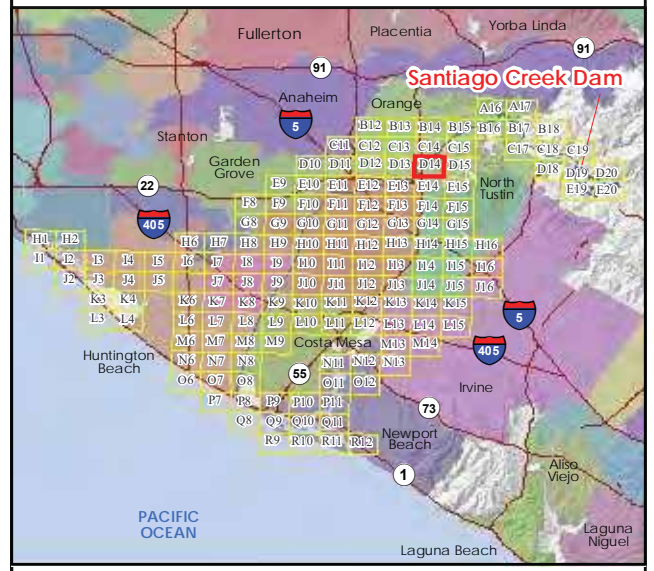 Fullerton
Placentia
Yorba Linda
91
91
Santiago Creek Dam
Anaheim
Orange
A16 A17
5
B12 B13 B14 B15 B16 B17 B18
Stanton
C11 C12 C13 C14 C15 C17 C18 C19
Garden
Grove
D10 D11 D12 D13 D14 D15 D18 D19 D20
22
E9 E10 E11 E12 E13 E14 E15 E19 E20
North
Tustin
F8 F9 F10 F11 F12 F13 F14 F15
405
G8 G9 G10 G11 G12 G13 G14 G15
H1 H2 H6 H7 H8 H9 H10 H11 H12 H13 H14 H15 H16
I1 I2 I3 I4 I5 I6 I7 I8 I9 I10 I11 I12 I13 I14 I15 I16
J2 J3 J4 J5 J7 J8 J9 J10 J11 J12 J13 J14 J15 J16
K3 K4 K6 K7 K8 K9 K10 K11 K12 K13 K14 K15
5
L3 L4 L6 L7 L8 L9 L10 L11 L12 L13 L14 L15
M6 M7 M8 M9 Costa Mesa M13 M14
405
Huntington
Beach
N6 N7 N8 N11 N12 N13
55
O6 O7 O8 O11 O12
Irvine
P7 P8 P9 P10 P11
73
Q8 Q9 Q10 Q11
Newport
Beach
R9 R10 R11 R12
1
Aliso
Viejo
PACIFIC
OCEAN
Laguna
Niguel
Laguna Beach